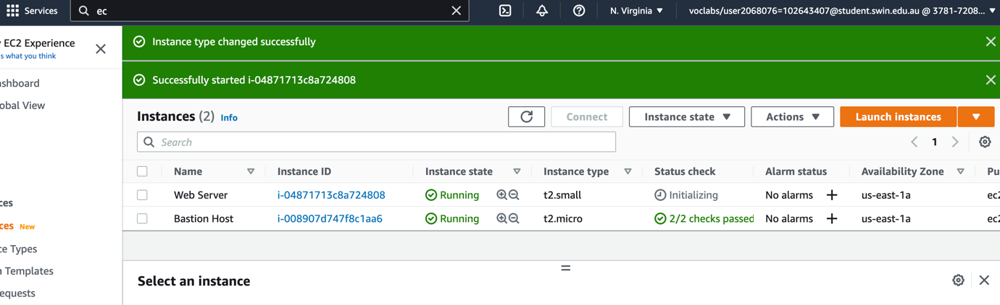 Services ec N. Virginia voclabs/user2068076=102643407@student.swin.edu.au @ 3781-7208...
EC2 Experience
s what you think
Instance type changed successfully
ashboard
Successfully started i-04871713c8a724808
obal View
Instances (2) Info Connect Instance state Actions Launch instances
Search 1
Name Instance ID Instance state Instance type Status check Alarm status Availability Zone Pu
Web Server i-04871713c8a724808 Running t2.small Initializing No alarms us-east-1a ec2
Bastion Host i-008907d747f8c1aa6 Running t2.micro 2/2 checks passed No alarms us-east-1a ec2
ces
ces New
ce Types
Templates
equests
Select an instance